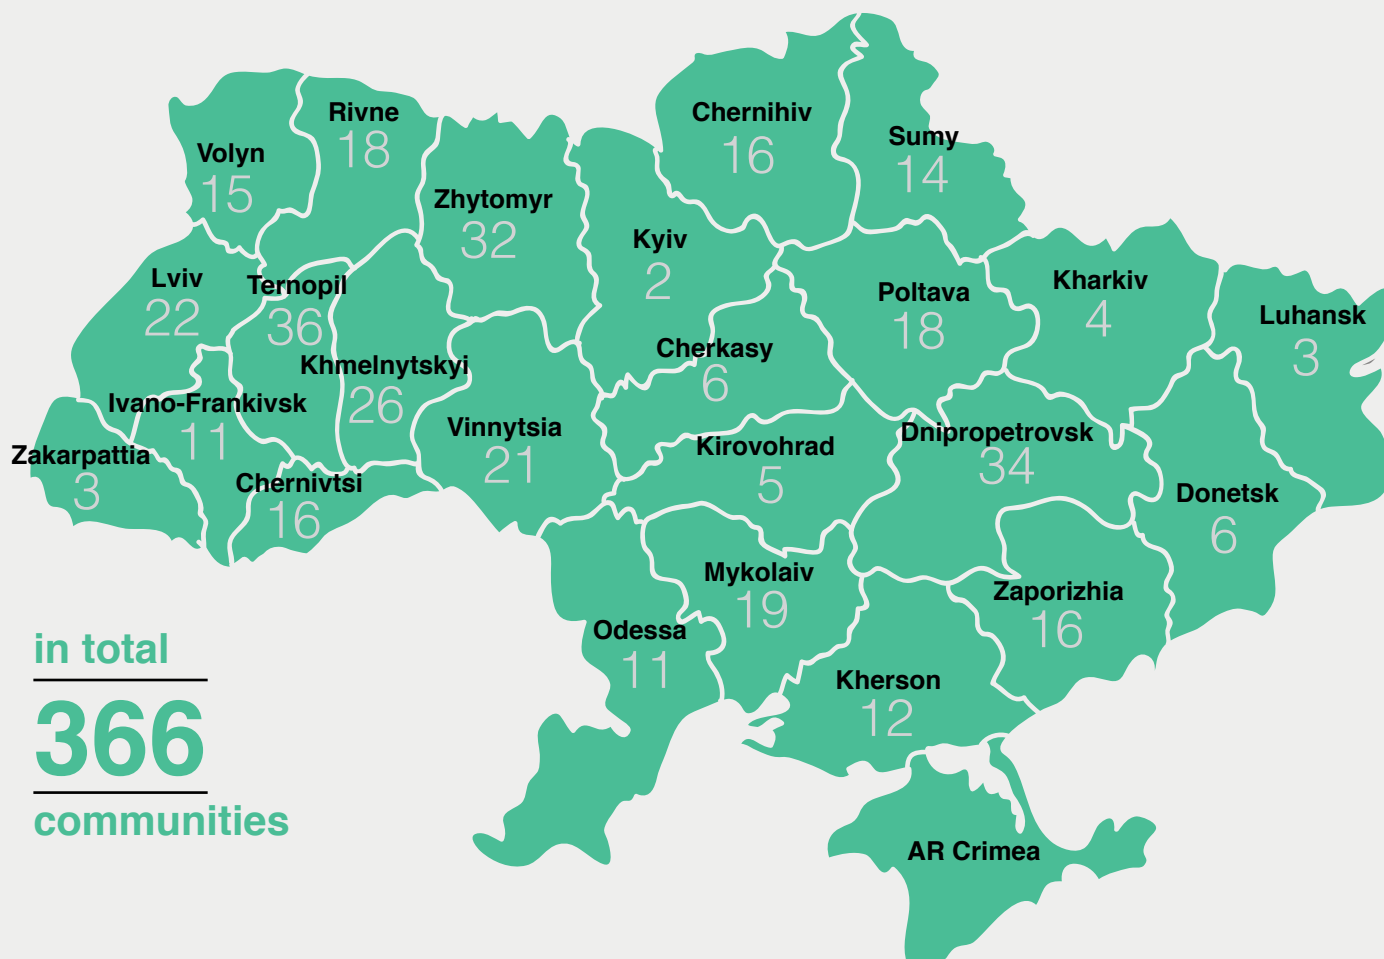 Chernihiv
16
Rivne
18
Sumy
14
Volyn
15
Zhytomyr
32
Kyiv
2
Lviv
22
Ternopil
36
Poltava
18
Kharkiv
4
Luhansk
3
Cherkasy
6
Khmelnytskyi
26
Ivano-Frankivsk
11
Vinnytsia
21
Kirovohrad
5
Dnipropetrovsk
34
Zakarpattia
3
Chernivtsi
16
Donetsk
6
Mykolaiv
19
Zaporizhia
16
Odessa
11
Kherson
12
in total
366
communities
AR Crimea